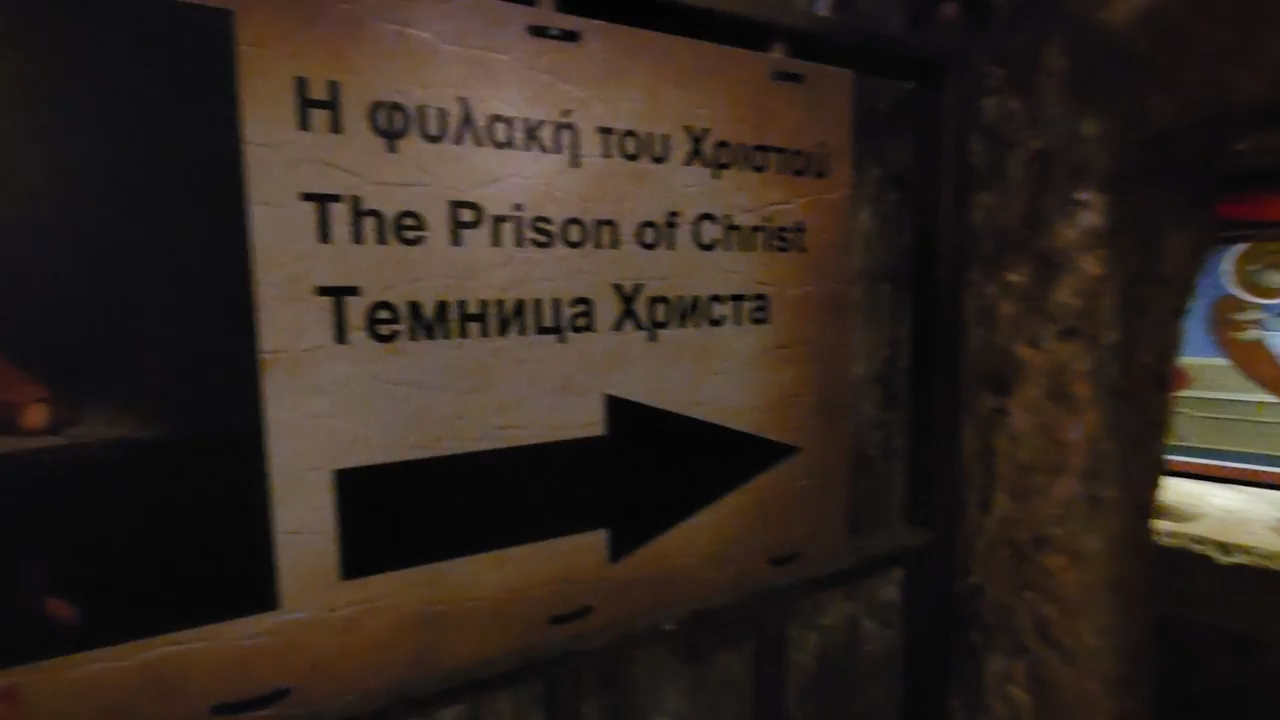 Η φυλακή του Χριστού
The Prison of Christ
Темница Христа